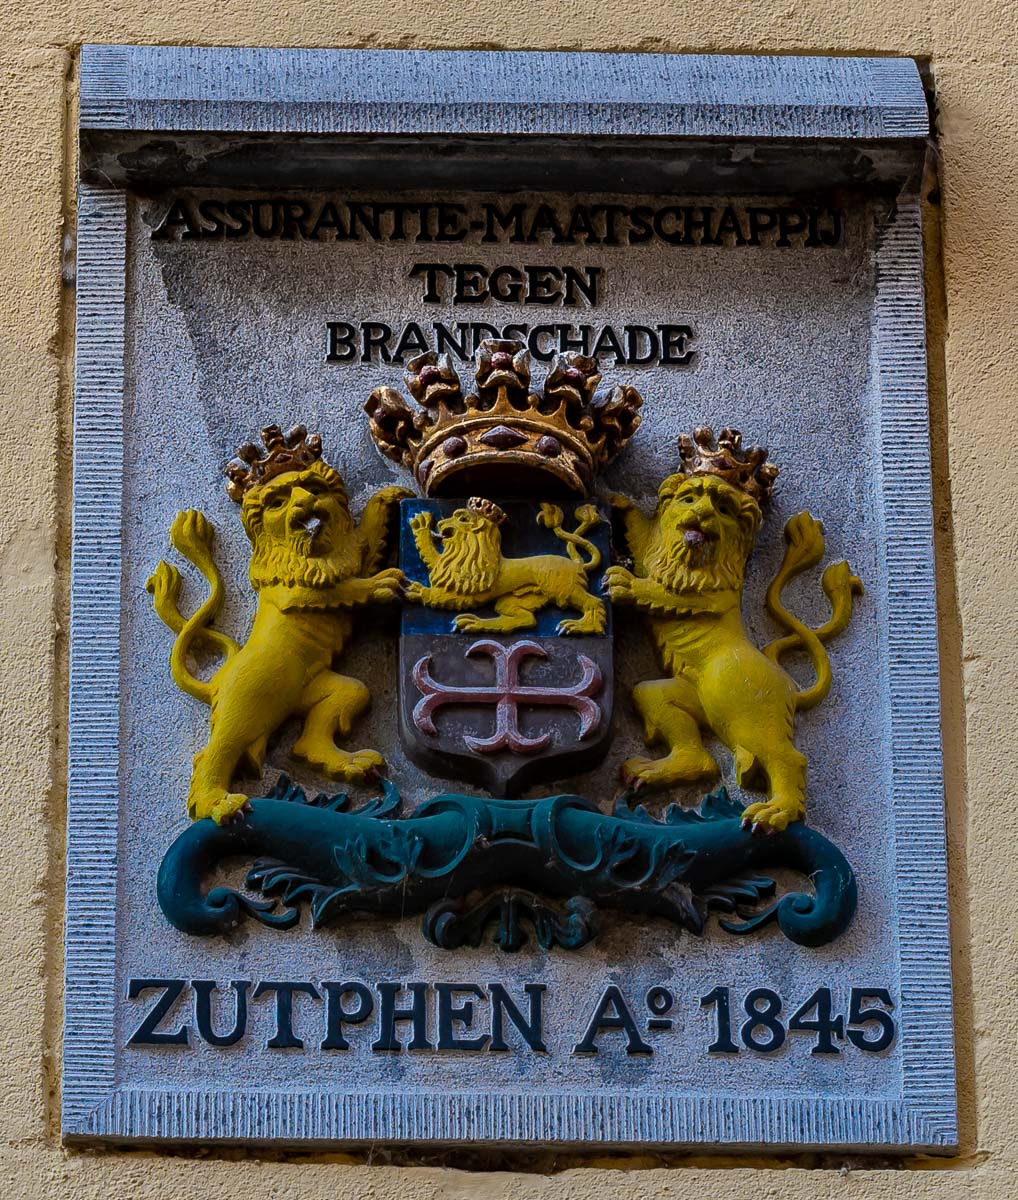 ASSURANTIE-MAATSCHAPPIJ
TEGEN
BRANDSCHADE
ZUTPHEN Aº 1845